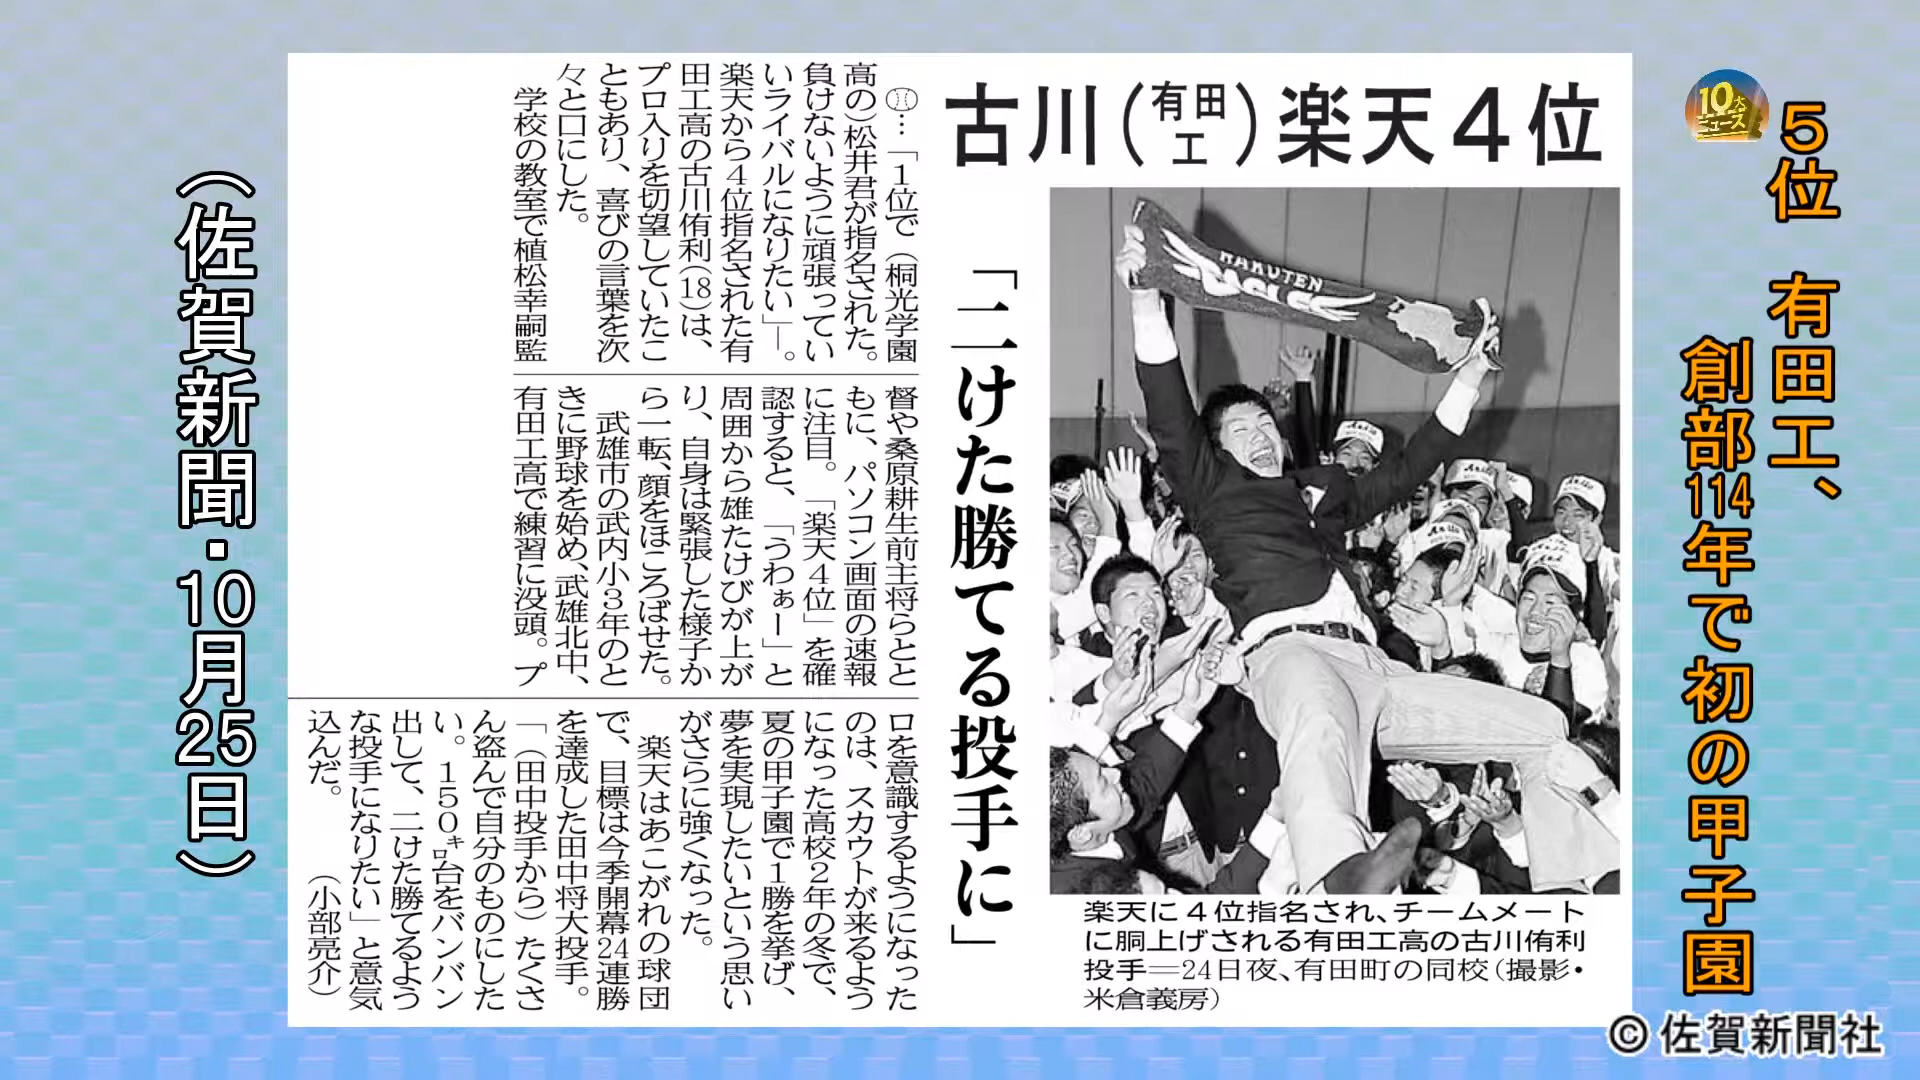 10大
ニュース
5位 有田工、
創部114年で初の甲子園
古川(有田工)楽天4位
「二けた勝てる投手に」
RAKUTEN
EAGLES
楽天に4位指名され、チームメート
に胴上げされる有田工高の古川侑利
投手=24日夜、有田町の同校(撮影・
米倉義房)
…「1位で(桐光学園
高の)松井君が指名された。
負けないように頑張ってい
いライバルになりたい」―。
楽天から4位指名された有
田工高の古川侑利(18)は、
プロ入りを切望していたこ
ともあり、喜びの言葉を次
々と口にした。
学校の教室で植松幸嗣監
督や桑原耕生前主将らとと
もに、パソコン画面の速報
に注目。「楽天4位」を確
認すると、「うわぁー」と
周囲から雄たけびが上が
り、自身は緊張した様子か
ら一転、顔をほころばせた。
武雄市の武内小3年のと
きに野球を始め、武雄北中、
有田工高で練習に没頭。プ
ロを意識するようになった
のは、スカウトが来るよう
になった高校2年の冬で、
夏の甲子園で1勝を挙げ、
夢を実現したいという思い
がさらに強くなった。
楽天はあこがれの球団
で、目標は今季開幕24連勝
を達成した田中将大投手。
「(田中投手から)たくさ
ん盗んで自分のものにした
い。150㌔台をバンバン
出して、二けた勝てるよう
な投手になりたい」と意気
込んだ。 (小部亮介)
(佐賀新聞・10月25日)
© 佐賀新聞社